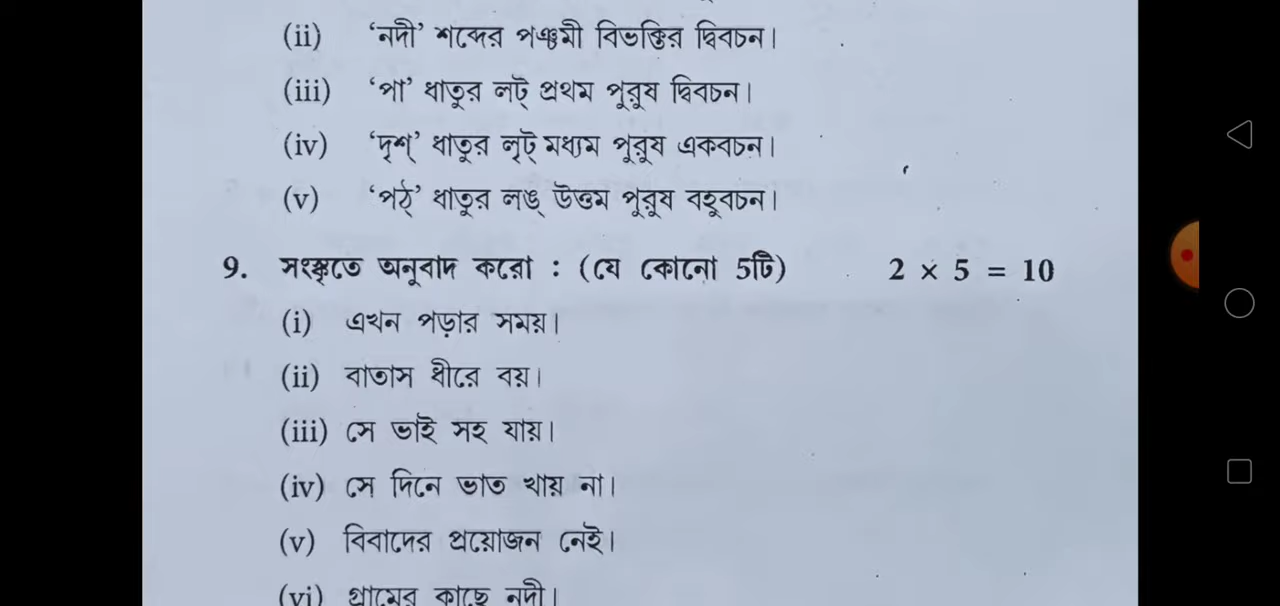 (ii) ‘নদী’ শব্দের পঞ্চমী বিভক্তির দ্বিবচন।
(iii) ‘পা’ ধাতুর লট্ প্রথম পুরুষ দ্বিবচন।
(iv) ‘দৃশ্’ ধাতুর লৃট্ মধ্যম পুরুষ একবচন।
(v) ‘পঠ্’ ধাতুর লঙ্ উত্তম পুরুষ বহুবচন।
9. সংস্কৃতে অনুবাদ করো : (যে কোনো 5টি) 2 × 5 = 10
(i) এখন পড়ার সময়।
(ii) বাতাস ধীরে বয়।
(iii) সে ভাই সহ যায়।
(iv) সে দিনে ভাত খায় না।
(v) বিবাদের প্রয়োজন নেই।
(vi) গ্রামের কাছে নদী।